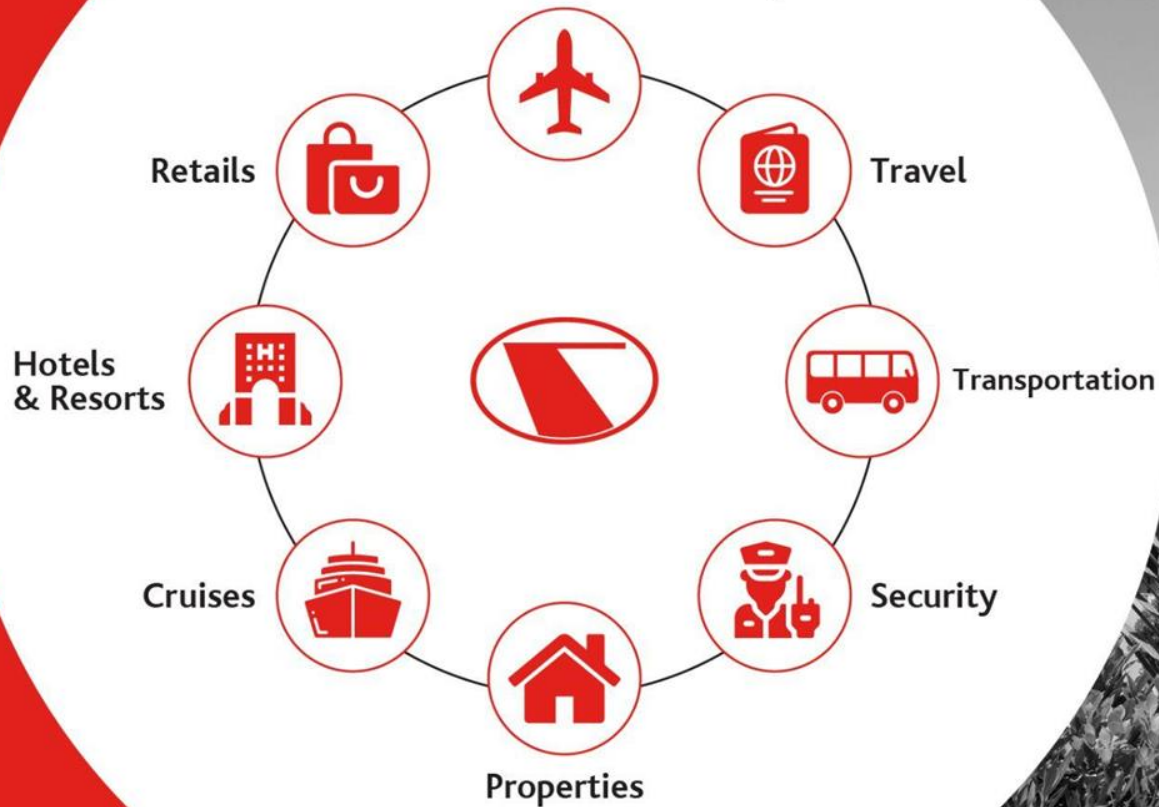 Retails
Travel
H
Hotels
& Resorts
Transportation
Cruises
Security
Properties